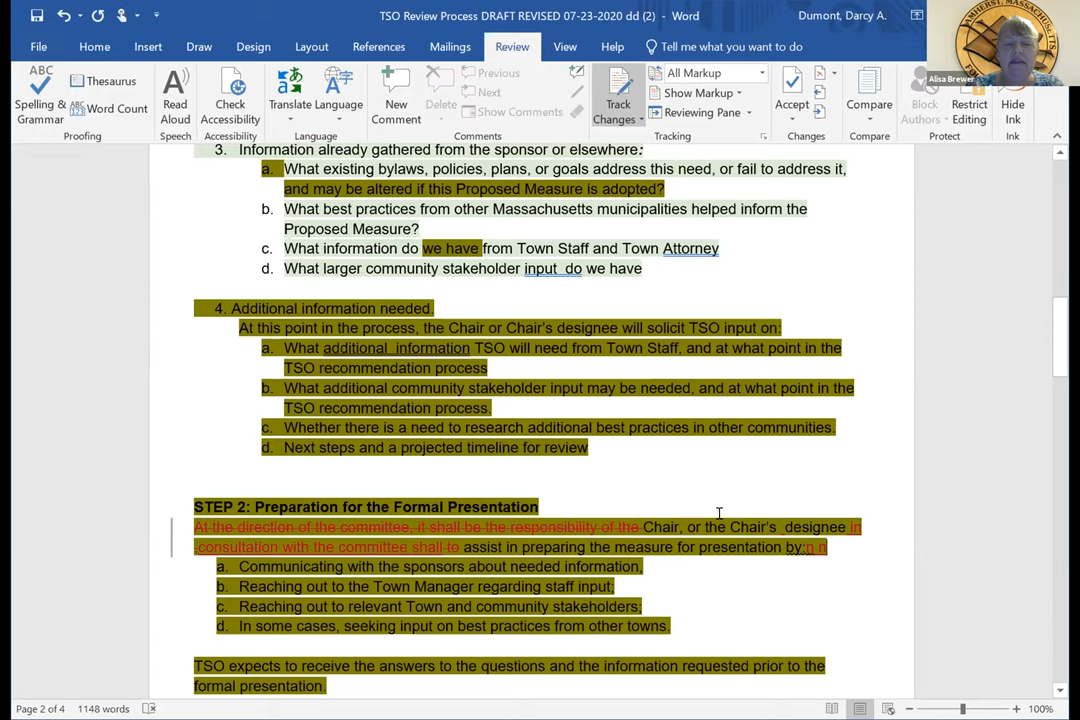 TSO Review Process DRAFT REVISED 07-23-2020 dd (2) - Word
Dumont, Darcy A.
File Home Insert Draw Design Layout References Mailings Review View Help Tell me what you want to do
AMHERST, MASSACHUSETTS
Alisa Brewer
ABC
Spelling & Grammar
Thesaurus
Word Count
Proofing
Read Aloud
Speech
Check Accessibility
Accessibility
Translate Language
Language
New Comment
Delete
Previous
Next
Show Comments
Comments
Track Changes
All Markup
Show Markup
Reviewing Pane
Tracking
Accept
Changes
Compare
Compare
Block Authors
Restrict Editing
Protect
Hide Ink
Ink
3. Information already gathered from the sponsor or elsewhere:
a. What existing bylaws, policies, plans, or goals address this need, or fail to address it,
and may be altered if this Proposed Measure is adopted?
b. What best practices from other Massachusetts municipalities helped inform the
Proposed Measure?
c. What information do we have from Town Staff and Town Attorney
d. What larger community stakeholder input do we have
4. Additional information needed.
At this point in the process, the Chair or Chair's designee will solicit TSO input on:
a. What additional information TSO will need from Town Staff, and at what point in the
TSO recommendation process
b. What additional community stakeholder input may be needed, and at what point in the
TSO recommendation process.
c. Whether there is a need to research additional best practices in other communities.
d. Next steps and a projected timeline for review
STEP 2: Preparation for the Formal Presentation
At the direction of the committee, it shall be the responsibility of the Chair, or the Chair's designee in
,consultation with the committee shall to assist in preparing the measure for presentation by:n n
a. Communicating with the sponsors about needed information,
b. Reaching out to the Town Manager regarding staff input;
c. Reaching out to relevant Town and community stakeholders;
d. In some cases, seeking input on best practices from other towns.
TSO expects to receive the answers to the questions and the information requested prior to the
formal presentation.
Page 2 of 4 1148 words
100%